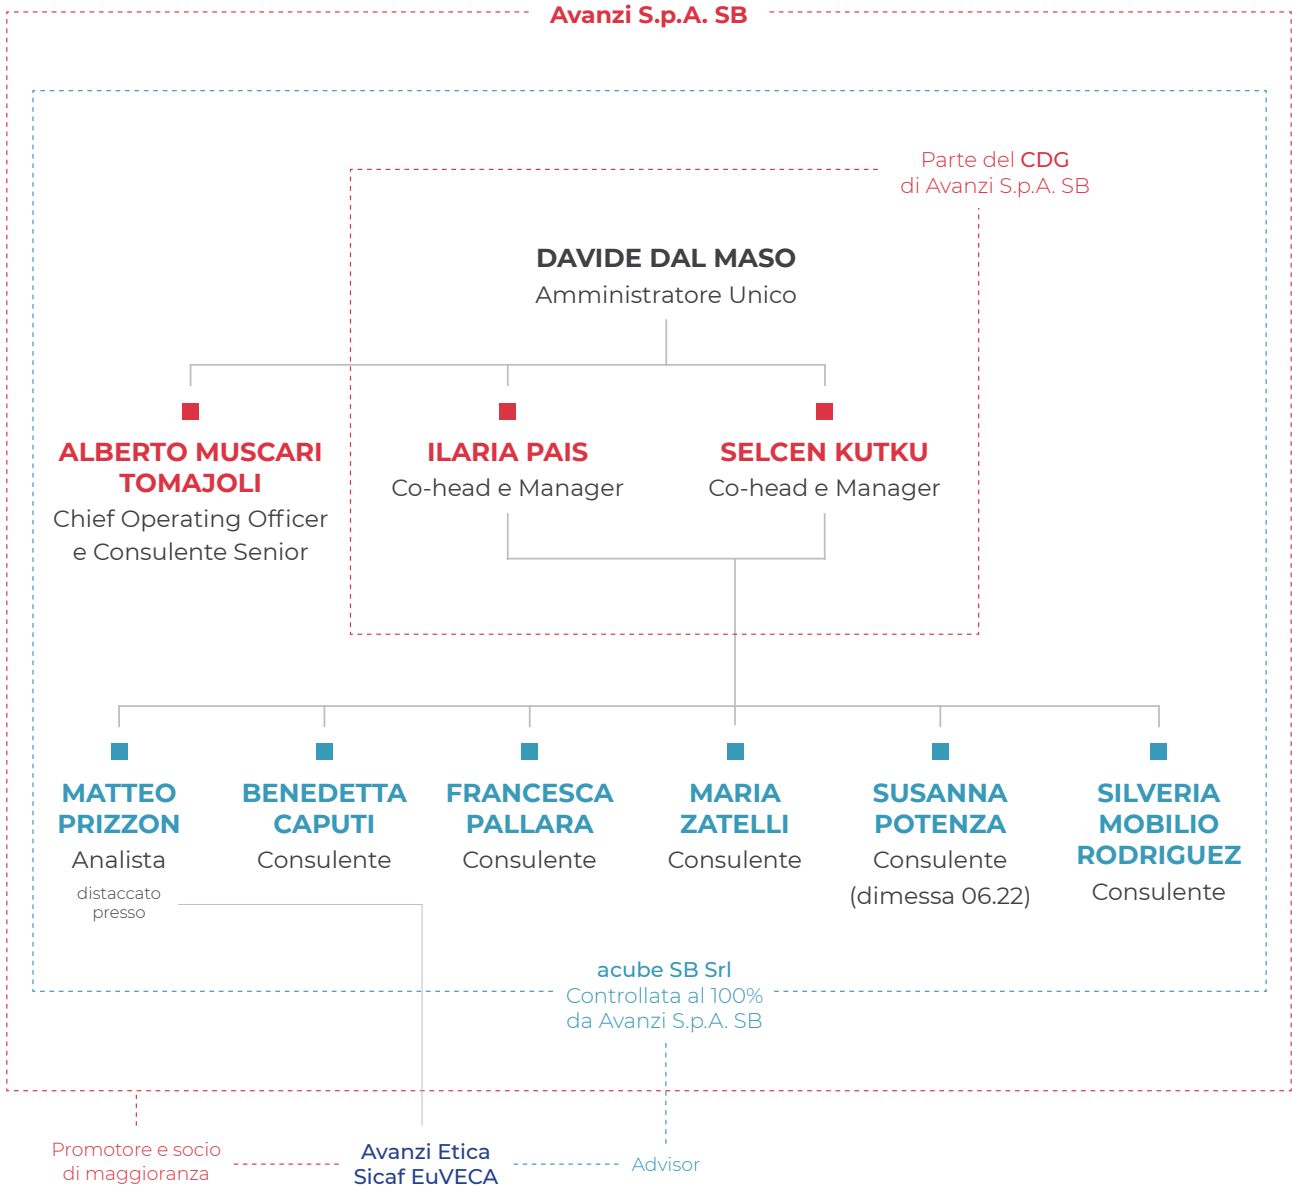 Avanzi S.p.A. SB
Parte del CDG
di Avanzi S.p.A. SB
DAVIDE DAL MASO
Amministratore Unico
ALBERTO MUSCARI
TOMAJOLI
Chief Operating Officer
e Consulente Senior
ILARIA PAIS
Co-head e Manager
SELCEN KUTKU
Co-head e Manager
MATTEO
PRIZZON
Analista
distaccato
presso
BENEDETTA
CAPUTI
Consulente
FRANCESCA
PALLARA
Consulente
MARIA
ZATELLI
Consulente
SUSANNA
POTENZA
Consulente
(dimessa 06.22)
SILVERIA
MOBILIO
RODRIGUEZ
Consulente
acube SB Srl
Controllata al 100%
da Avanzi S.p.A. SB
Promotore e socio
di maggioranza
Avanzi Etica
Sicaf EuVECA
Advisor